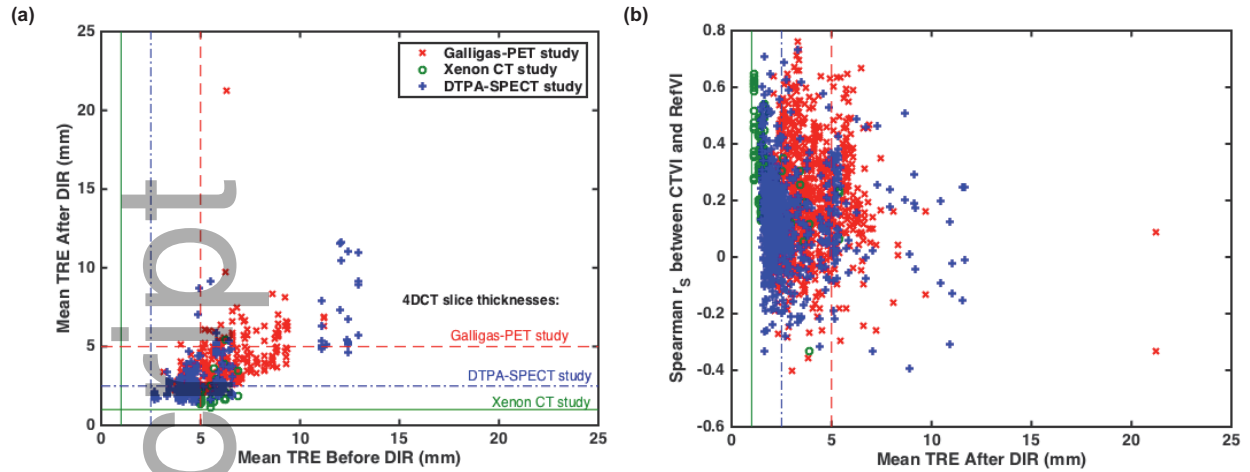 (a)
25
20
15
10
5
0
Mean TRE After DIR (mm)
Galligas-PET study
Xenon CT study
DTPA-SPECT study
4DCT slice thicknesses:
Galligas-PET study
DTPA-SPECT study
Xenon CT study
0 5 10 15 20 25
Mean TRE Before DIR (mm)
cript
(b)
0.8
0.6
0.4
0.2
0
-0.2
-0.4
-0.6
Spearman rS between CTVI and RefVI
0 5 10 15 20 25
Mean TRE After DIR (mm)